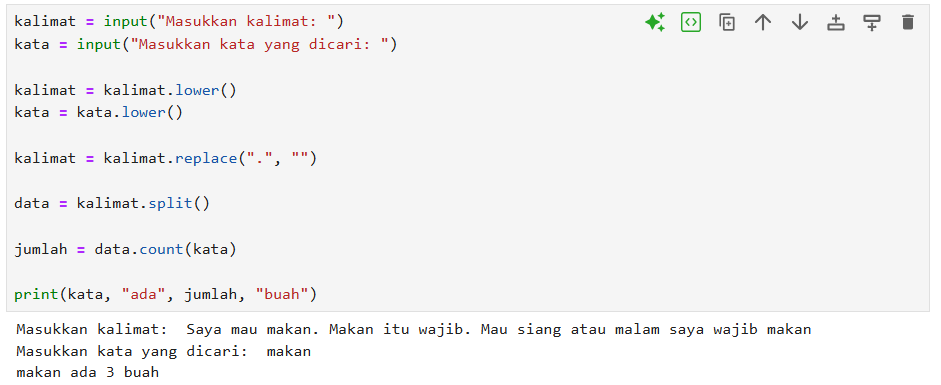 kalimat = input("Masukkan kalimat: ")
kata = input("Masukkan kata yang dicari: ")
kalimat = kalimat.lower()
kata = kata.lower()
kalimat = kalimat.replace(".", "")
data = kalimat.split()
jumlah = data.count(kata)
print(kata, "ada", jumlah, "buah")
Masukkan kalimat:  Saya mau makan. Makan itu wajib. Mau siang atau malam saya wajib makan
Masukkan kata yang dicari:  makan
makan ada 3 buah